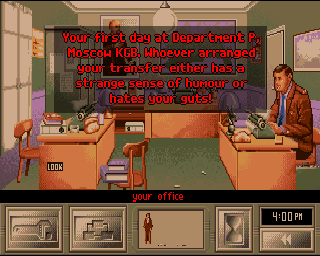 Your first day at Department P,
Moscow KGB. Whoever arranged
your transfer either has a
strange sense of humour or
hates your guts!
LOOK
your office
4:00 PM